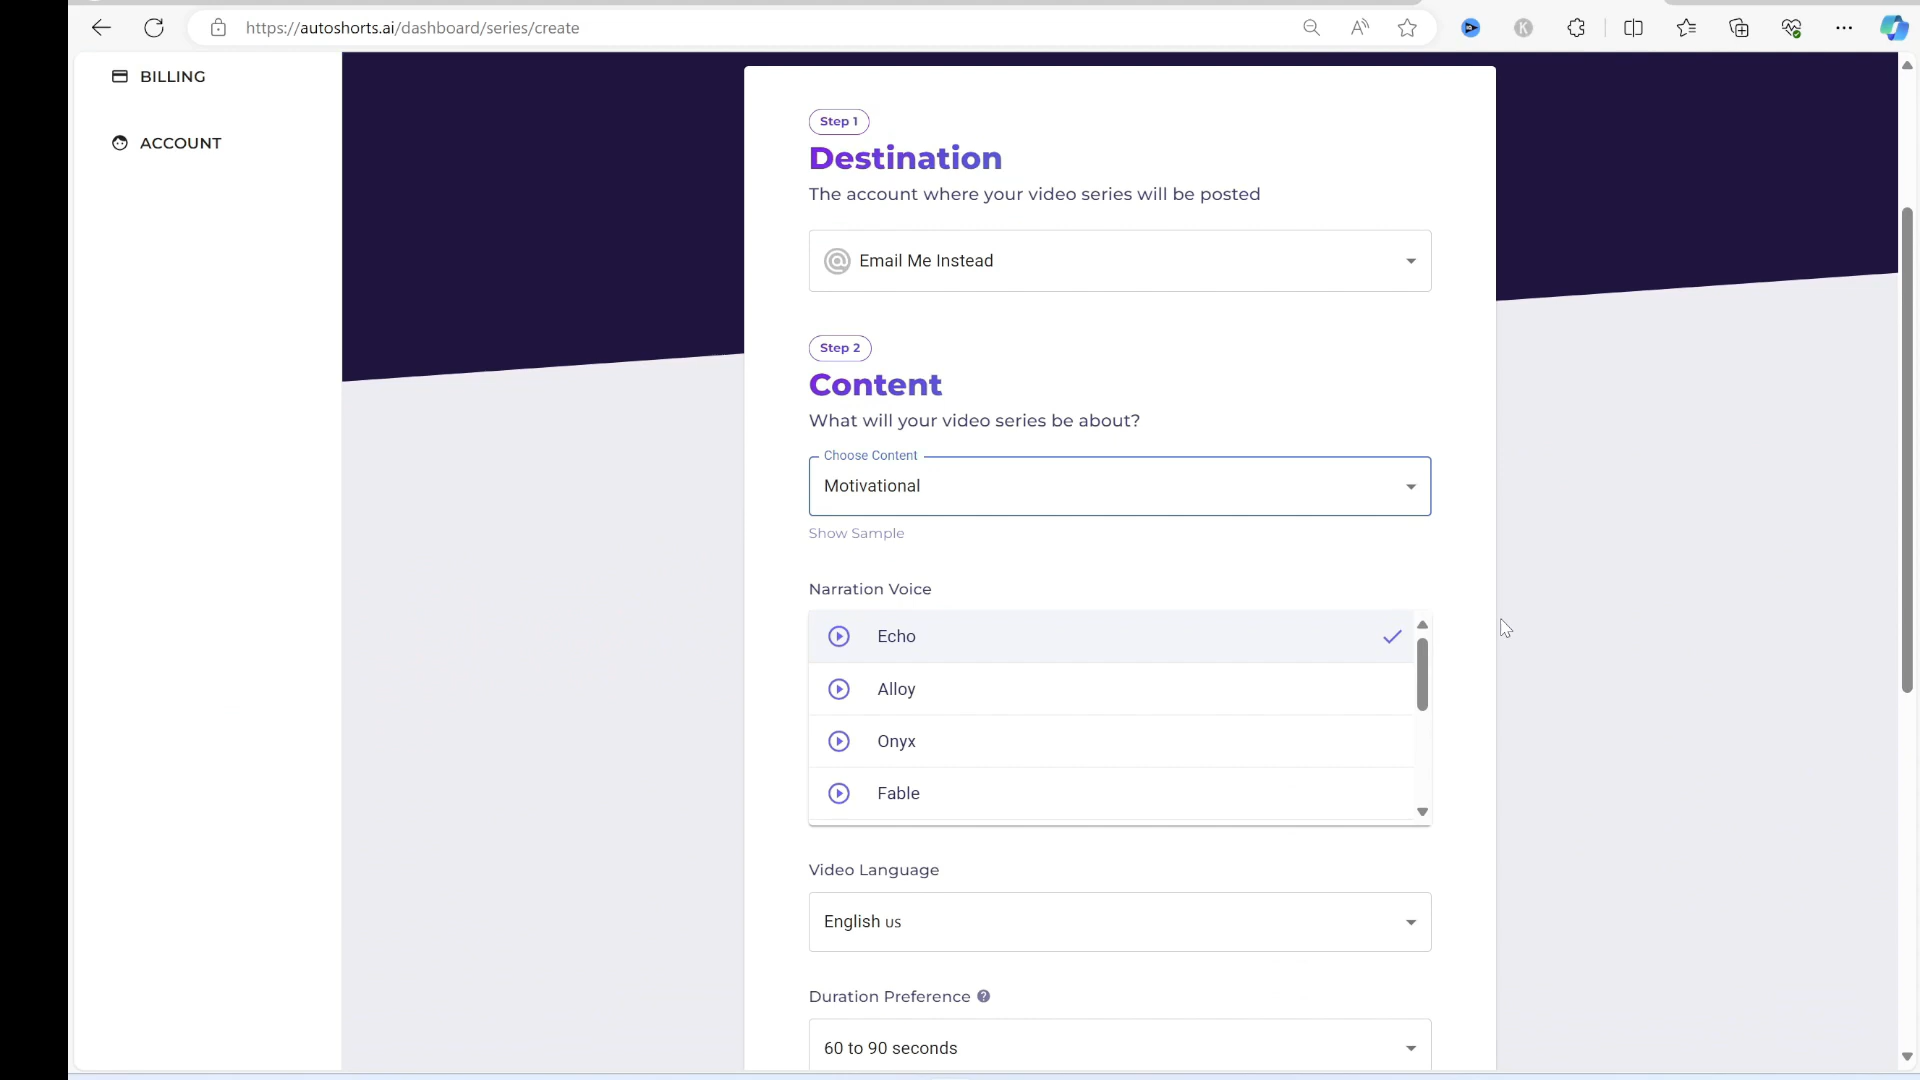 https://autoshorts.ai/dashboard/series/create
BILLING
ACCOUNT
Step 1
Destination
The account where your video series will be posted
Email Me Instead
Step 2
Content
What will your video series be about?
Choose Content
Motivational
Show Sample
Narration Voice
Echo
Alloy
Onyx
Fable
Video Language
English us
Duration Preference
60 to 90 seconds